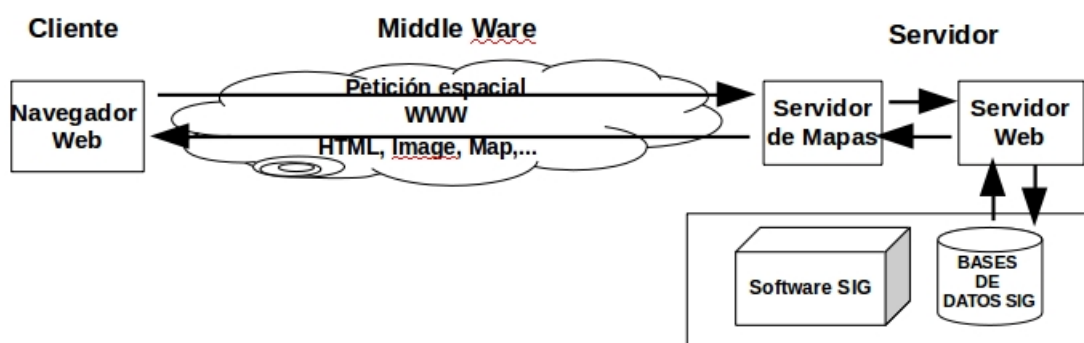 Cliente
Middle Ware
Servidor
Navegador
Web
Petición espacial
WWW
HTML, Image, Map,...
Servidor
de Mapas
Servidor
Web
Software SIG
BASES
DE
DATOS SIG